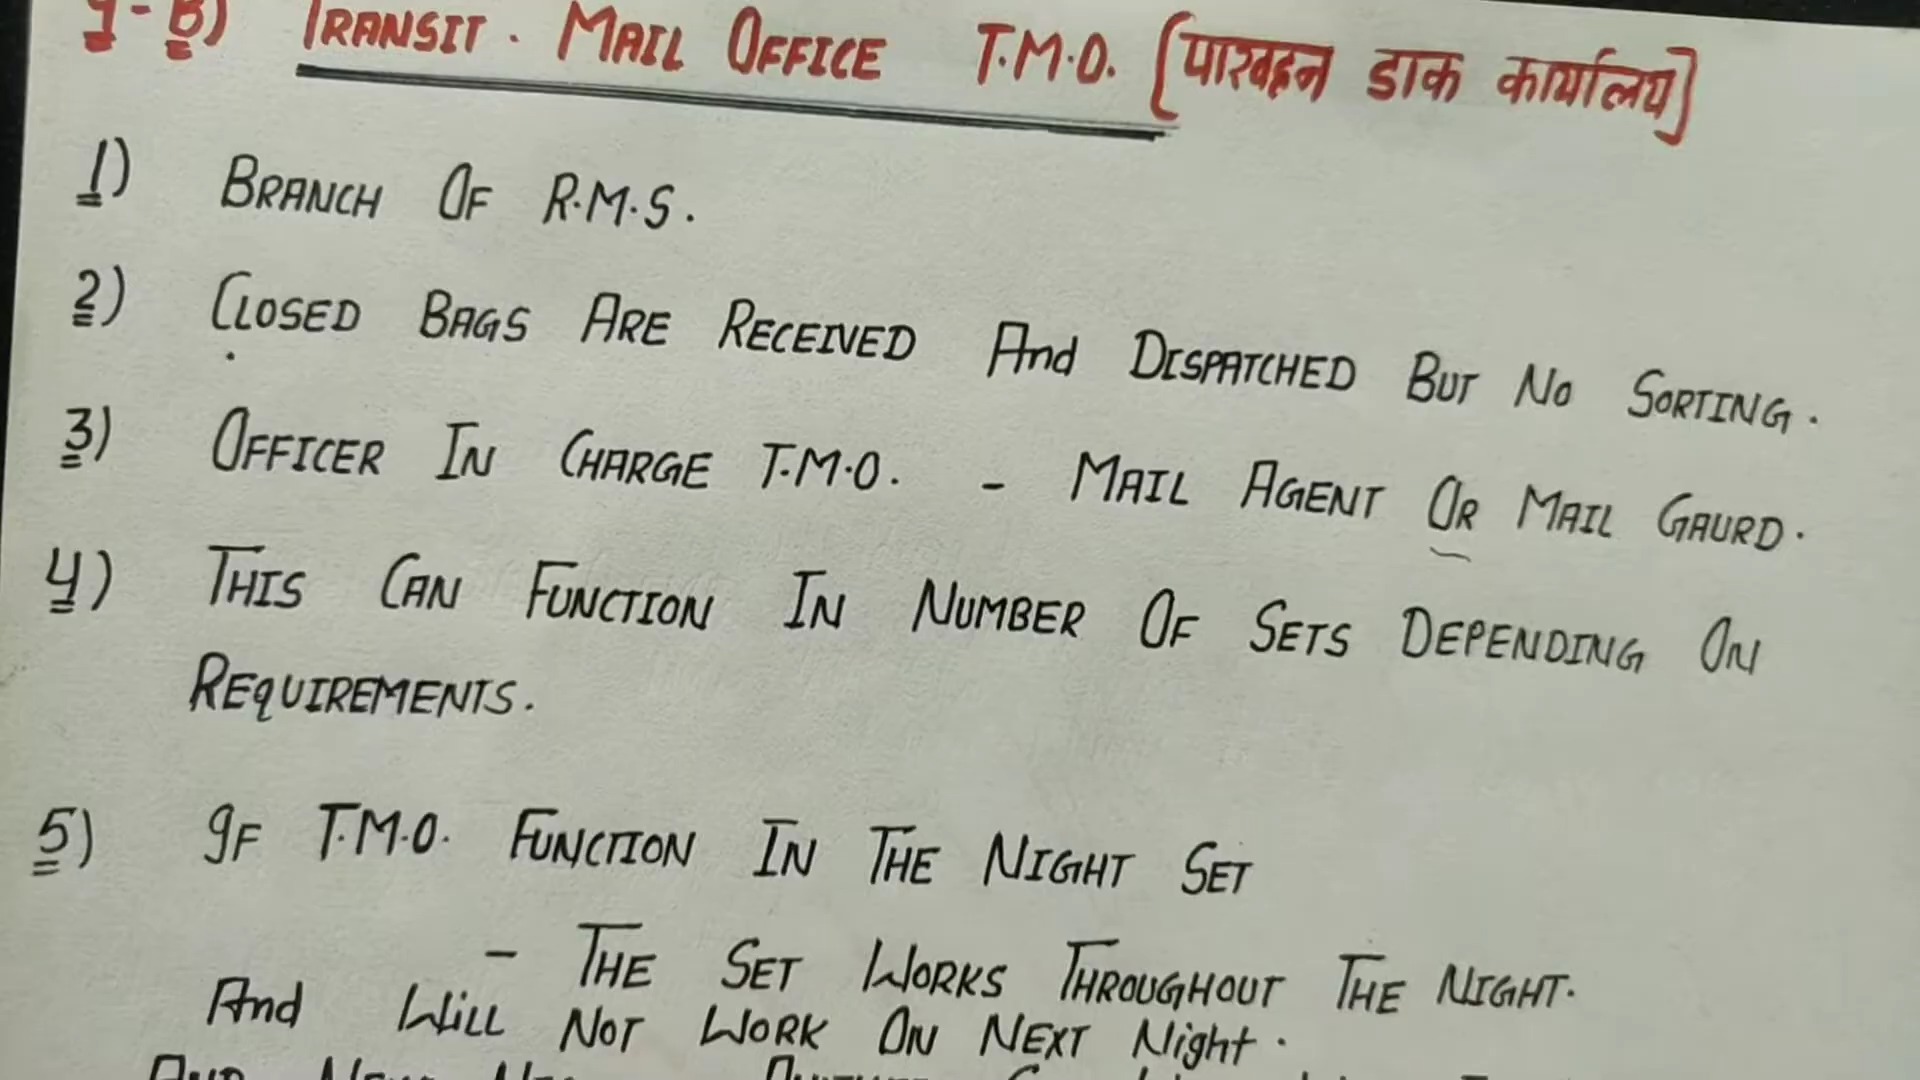 TRANSIT. MAIL OFFICE T.M.O. [पारवहन डाक कार्यालय]
1) BRANCH OF R.M.S.
2) CLOSED BAGS ARE RECEIVED And DISPATCHED BUT No SORTING.
3) OFFICER IN CHARGE T.M.O. - MAIL AGENT OR MAIL GAURD.
4) THIS CAN FUNCTION IN NUMBER OF SETS DEPENDING ON
REQUIREMENTS.
5) IF T.M.O. FUNCTION IN THE NIGHT SET
- THE SET WORKS THROUGHOUT THE NIGHT.
And WILL NOT WORK ON NEXT Night.